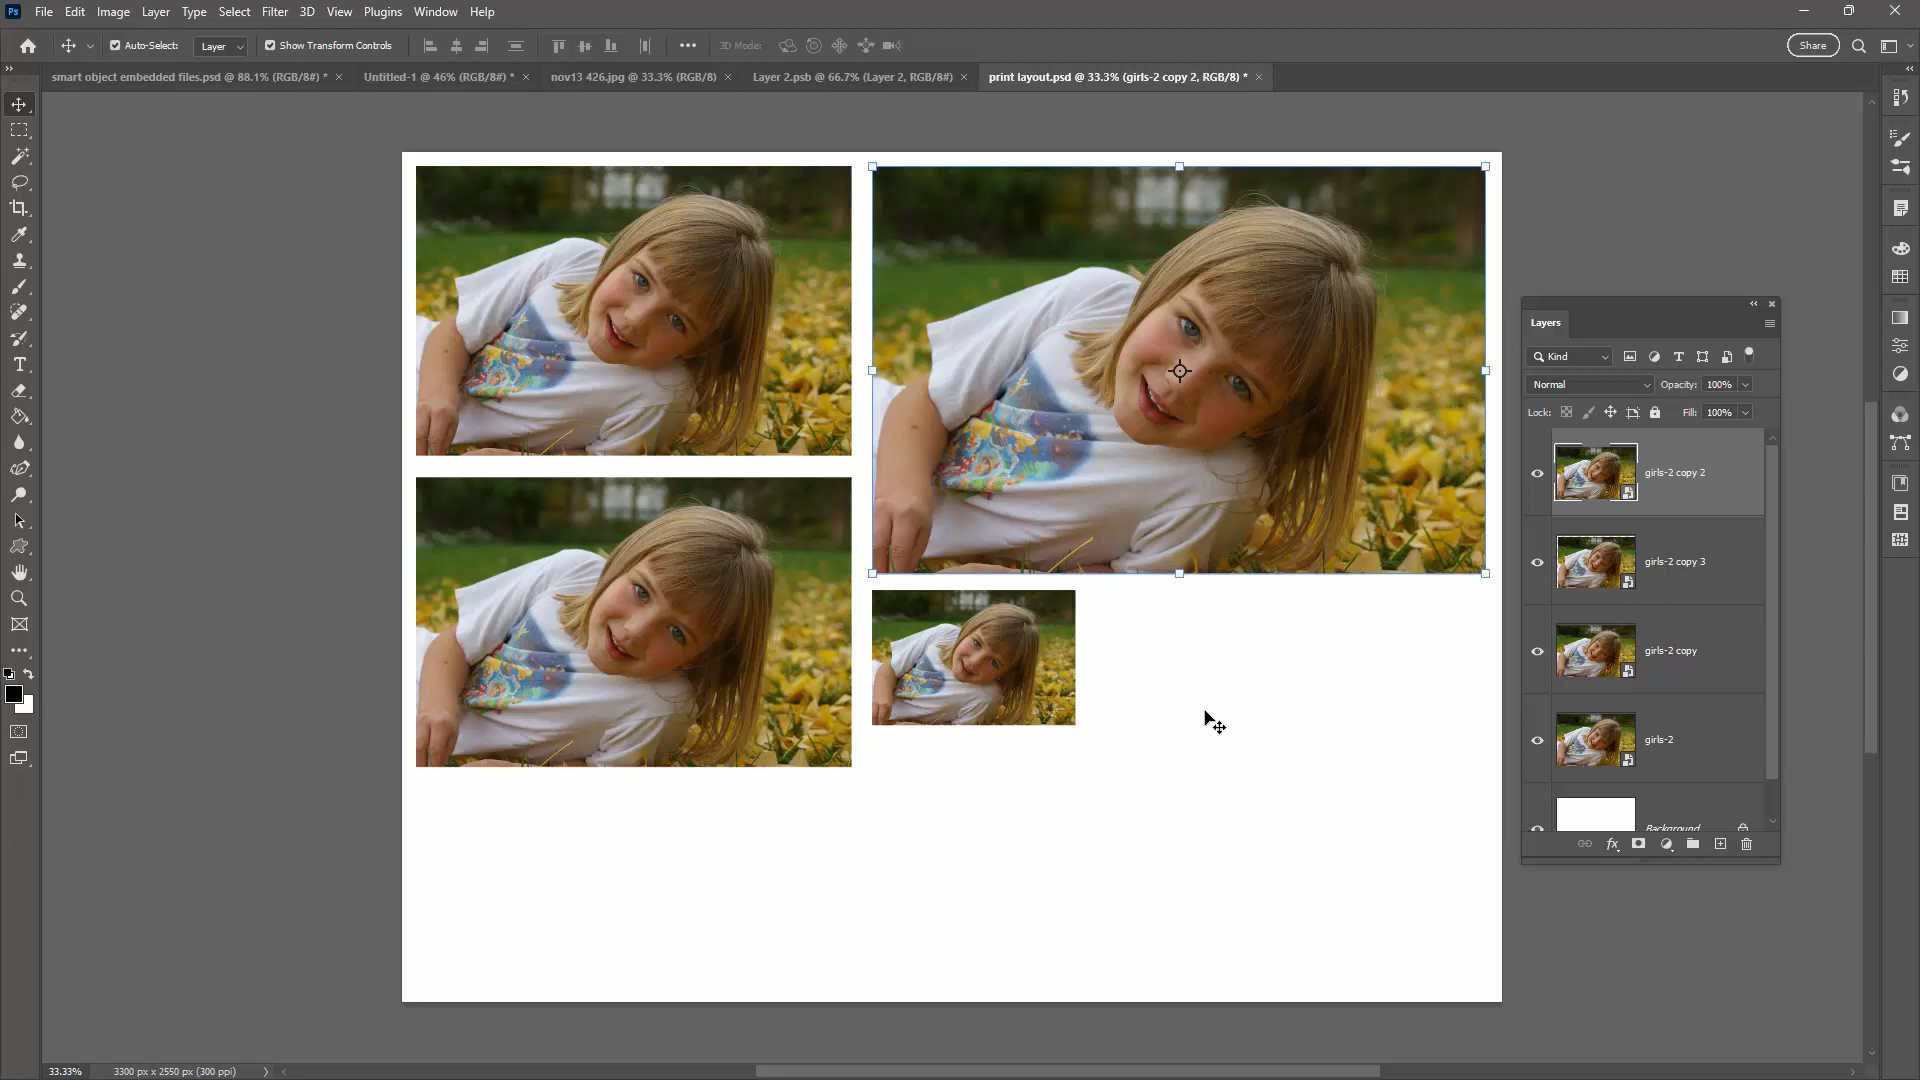 Ps File Edit Image Layer Type Select Filter 3D View Plugins Window Help
Auto-Select: Layer Show Transform Controls 3D Mode: Share
smart object embedded files.psd @ 88.1% (RGB/8#) * Untitled-1 @ 46% (RGB/8#) * nov13 426.jpg @ 33.3% (RGB/8) Layer 2.psb @ 66.7% (Layer 2, RGB/8#) print layout.psd @ 33.3% (girls-2 copy 2, RGB/8) *
Layers
Kind
Normal Opacity: 100%
Lock: Fill: 100%
girls-2 copy 2
girls-2 copy 3
girls-2 copy
girls-2
Background
33.33% 3300 px x 2550 px (300 ppi)